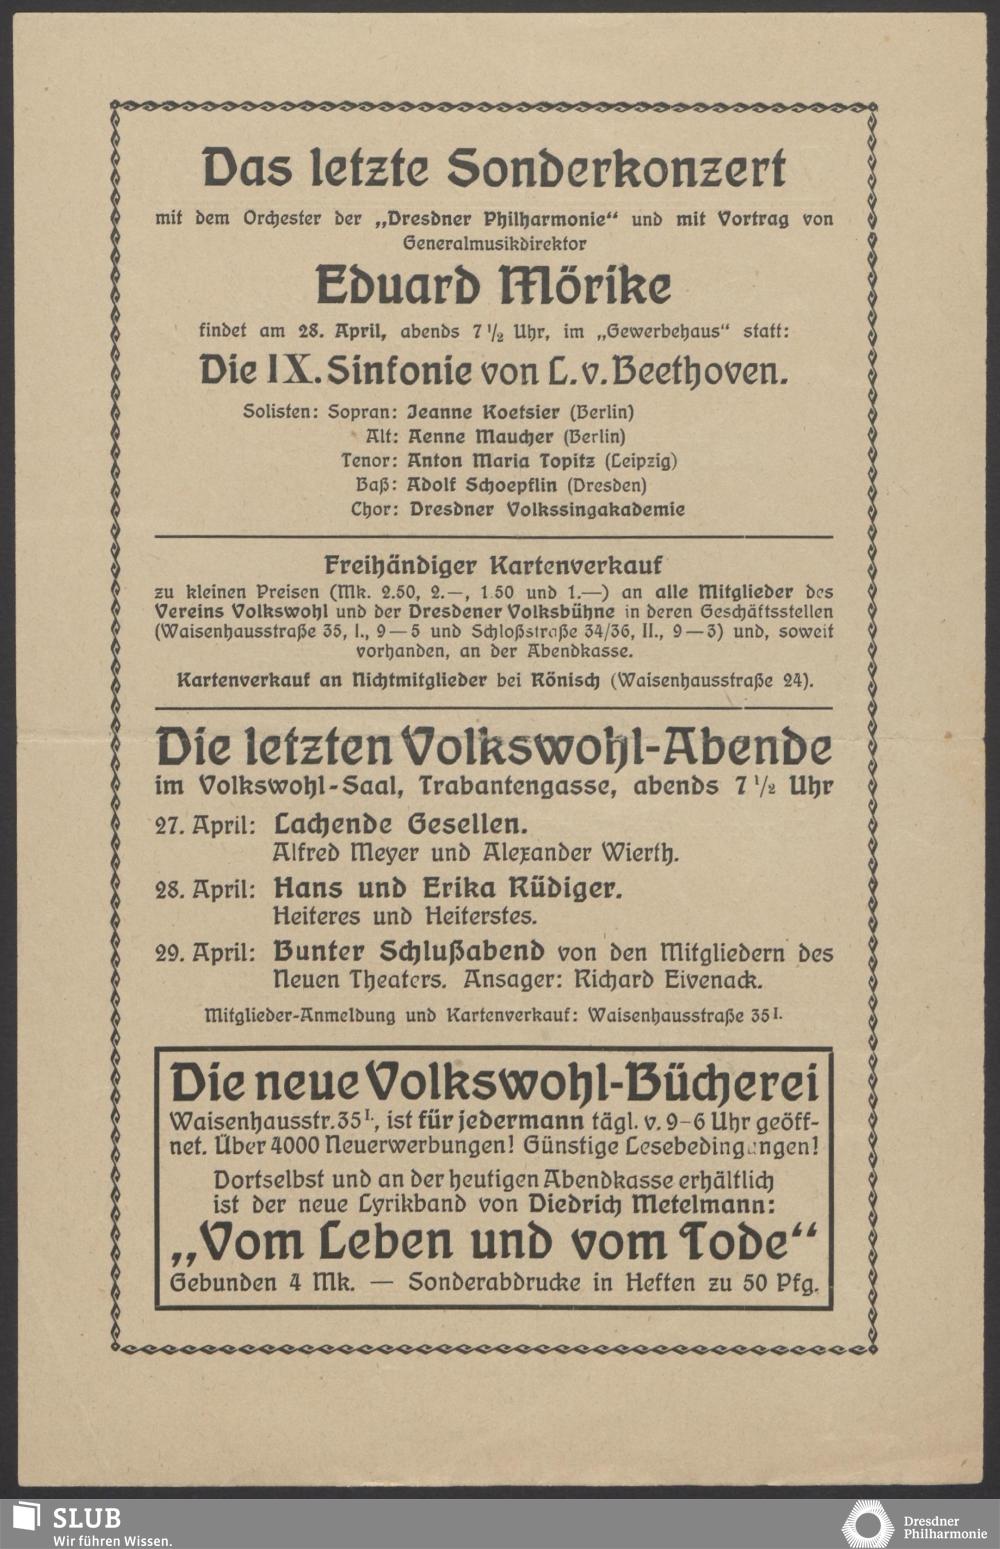 Das letzte Sonderkonzert
mit dem Orchester der „Dresdner Philharmonie“ und mit Vortrag von
Generalmusikdirektor
Eduard Mörike
findet am 28. April, abends 7 1/2 Uhr, im „Gewerbehaus“ statt:
Die IX. Sinfonie von L. v. Beethoven.
Solisten: Sopran: Jeanne Koetsier (Berlin)
Alt: Aenne Maucher (Berlin)
Tenor: Anton Maria Topitz (Leipzig)
Baß: Adolf Schoepflin (Dresden)
Chor: Dresdner Volkssingakademie
Freihändiger Kartenverkauf
zu kleinen Preisen (Mk. 2.50, 2.—, 1.50 und 1.—) an alle Mitglieder des
Vereins Volkswohl und der Dresdener Volksbühne in deren Geschäftsstellen
(Waisenhausstraße 35, I., 9—5 und Schloßstraße 34/36, II., 9—3) und, soweit
vorhanden, an der Abendkasse.
Kartenverkauf an Nichtmitglieder bei Rönisch (Waisenhausstraße 24).
Die letzten Volkswohl-Abende
im Volkswohl-Saal, Trabantengasse, abends 7 1/2 Uhr
27. April: Lachende Gesellen.
Alfred Meyer und Alexander Wierth.
28. April: Hans und Erika Rüdiger.
Heiteres und Heiterstes.
29. April: Bunter Schlußabend von den Mitgliedern des
Neuen Theaters. Ansager: Richard Eivenack.
Mitglieder-Anmeldung und Kartenverkauf: Waisenhausstraße 35 I.
Die neue Volkswohl-Bücherei
Waisenhausstr. 35 I., ist für jedermann tägl. v. 9–6 Uhr geöff-
net. Über 4000 Neuerwerbungen! Günstige Lesebedingungen!
Dortselbst und an der heutigen Abendkasse erhältlich
ist der neue Lyrikband von Diedrich Metelmann:
„Vom Leben und vom Tode“
Gebunden 4 Mk. — Sonderabdrucke in Heften zu 50 Pfg.
SLUB
Wir führen Wissen.
Dresdner
Philharmonie